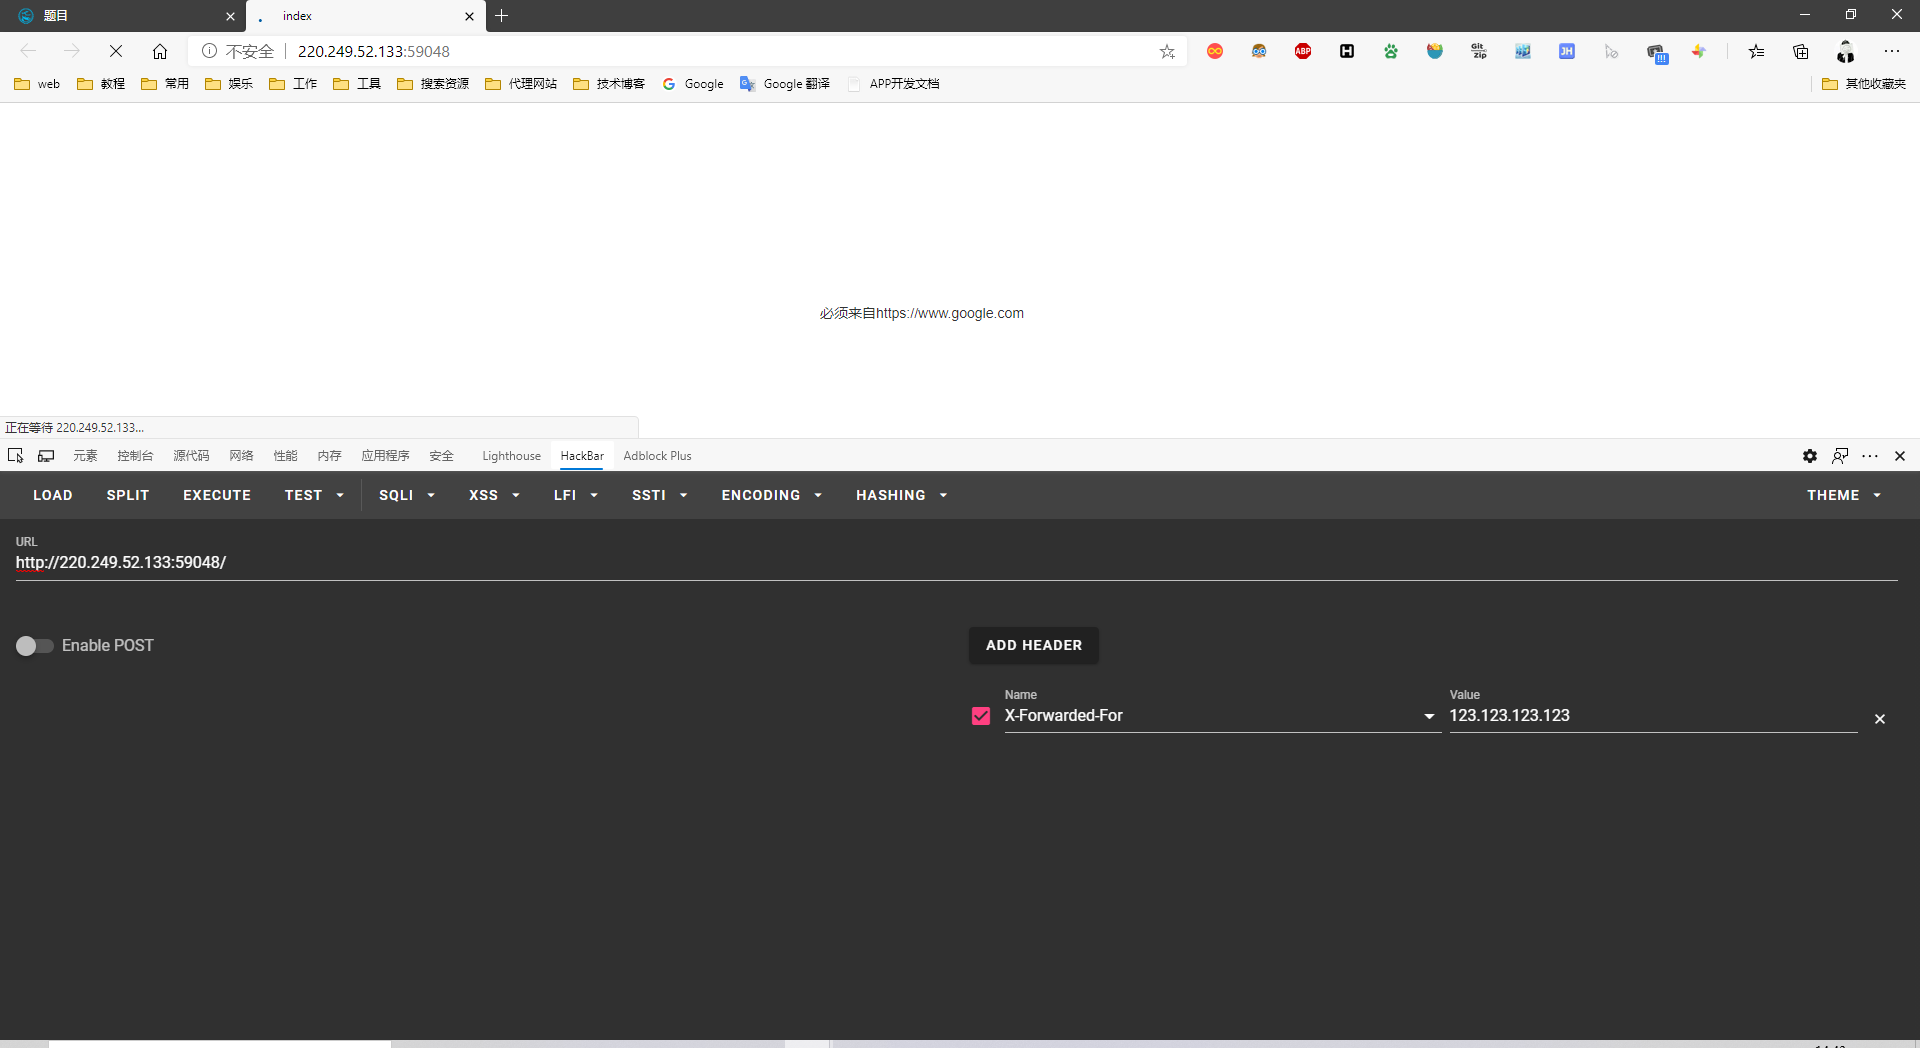 题目
index
不安全
220.249.52.133:59048
web 教程 常用 娱乐 工作 工具 搜索资源 代理网站 技术博客 Google Google 翻译 APP开发文档 其他收藏夹
必须来自https://www.google.com
正在等待 220.249.52.133...
元素 控制台 源代码 网络 性能 内存 应用程序 安全 Lighthouse HackBar Adblock Plus
LOAD SPLIT EXECUTE TEST SQLI XSS LFI SSTI ENCODING HASHING THEME
URL
http://220.249.52.133:59048/
Enable POST
ADD HEADER
Name
X-Forwarded-For
Value
123.123.123.123